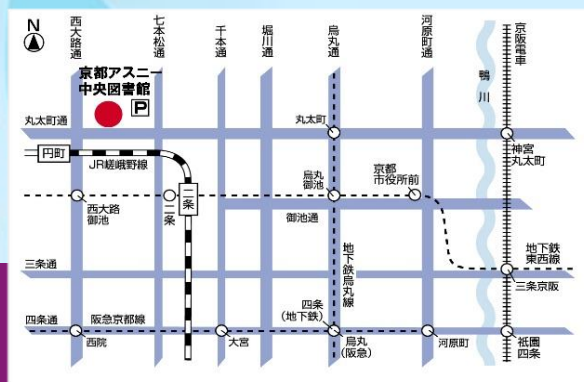 N
西大路通
七本松通
千本通
堀川通
烏丸通
河原町通
鴨川
京阪電車
京都アスニー
中央図書館
P
丸太町通
丸太町
神宮
丸太町
円町
JR嵯峨野線
烏丸
御池
京都
市役所前
西大路
御池
二条
二条
御池通
地下鉄
東西線
三条通
地下鉄烏丸線
三条京阪
四条通
阪急京都線
四条
(地下鉄)
西院
大宮
烏丸
(阪急)
河原町
祇園
四条